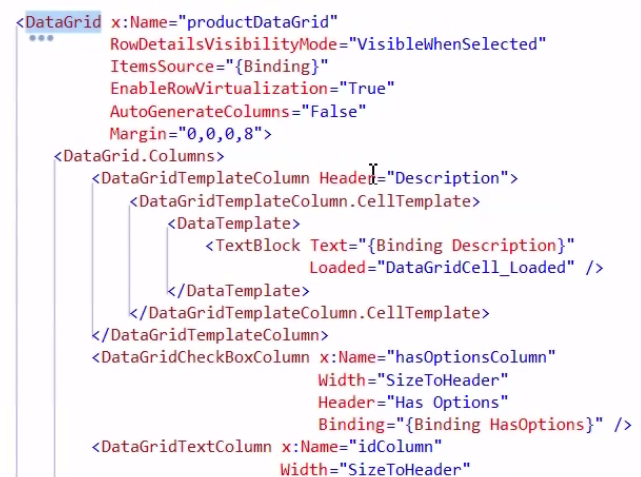 <DataGrid x:Name="productDataGrid"
RowDetailsVisibilityMode="VisibleWhenSelected"
ItemsSource="{Binding}"
EnableRowVirtualization="True"
AutoGenerateColumns="False"
Margin="0,0,0,8">
<DataGrid.Columns>
<DataGridTemplateColumn Header="Description">
<DataGridTemplateColumn.CellTemplate>
<DataTemplate>
<TextBlock Text="{Binding Description}"
Loaded="DataGridCell_Loaded" />
</DataTemplate>
</DataGridTemplateColumn.CellTemplate>
</DataGridTemplateColumn>
<DataGridCheckBoxColumn x:Name="hasOptionsColumn"
Width="SizeToHeader"
Header="Has Options"
Binding="{Binding HasOptions}" />
<DataGridTextColumn x:Name="idColumn"
Width="SizeToHeader"